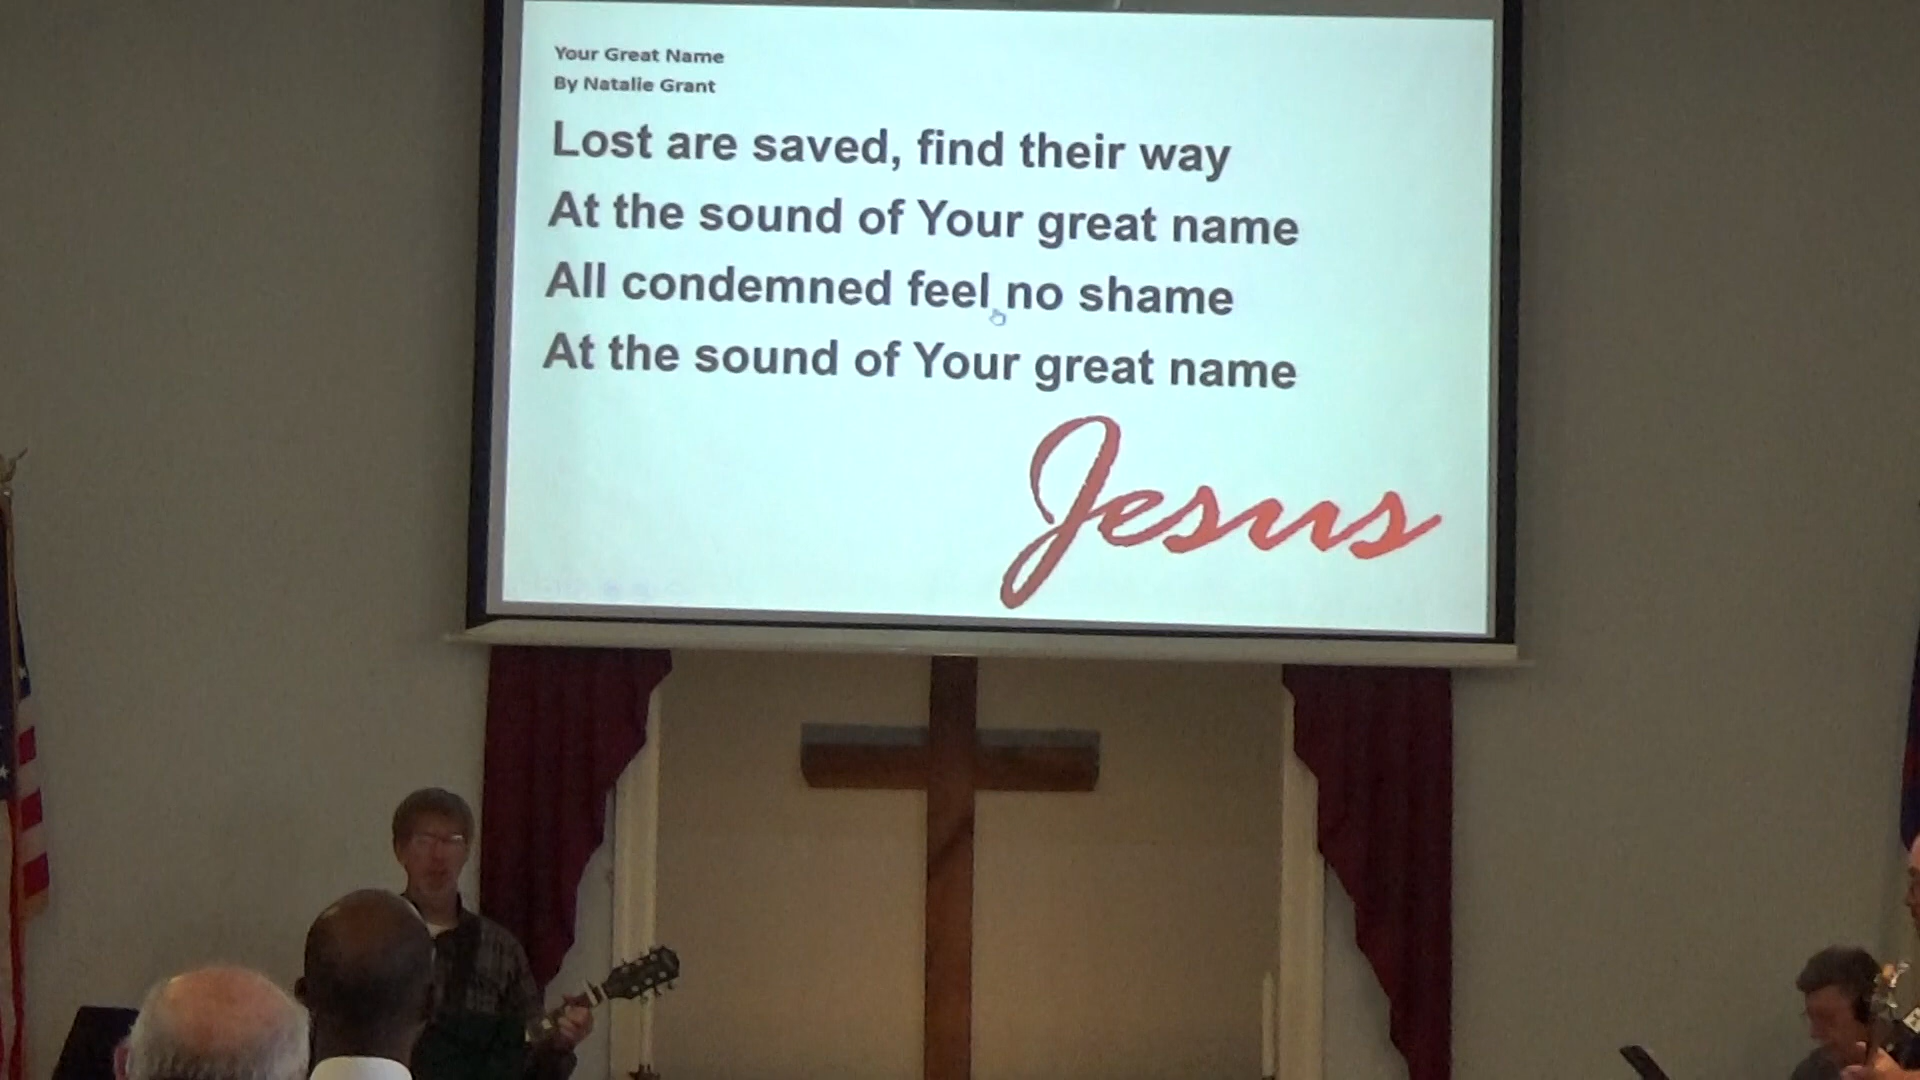 Your Great Name
By Natalie Grant
Lost are saved, find their way
At the sound of Your great name
All condemned feel no shame
At the sound of Your great name
Jesus